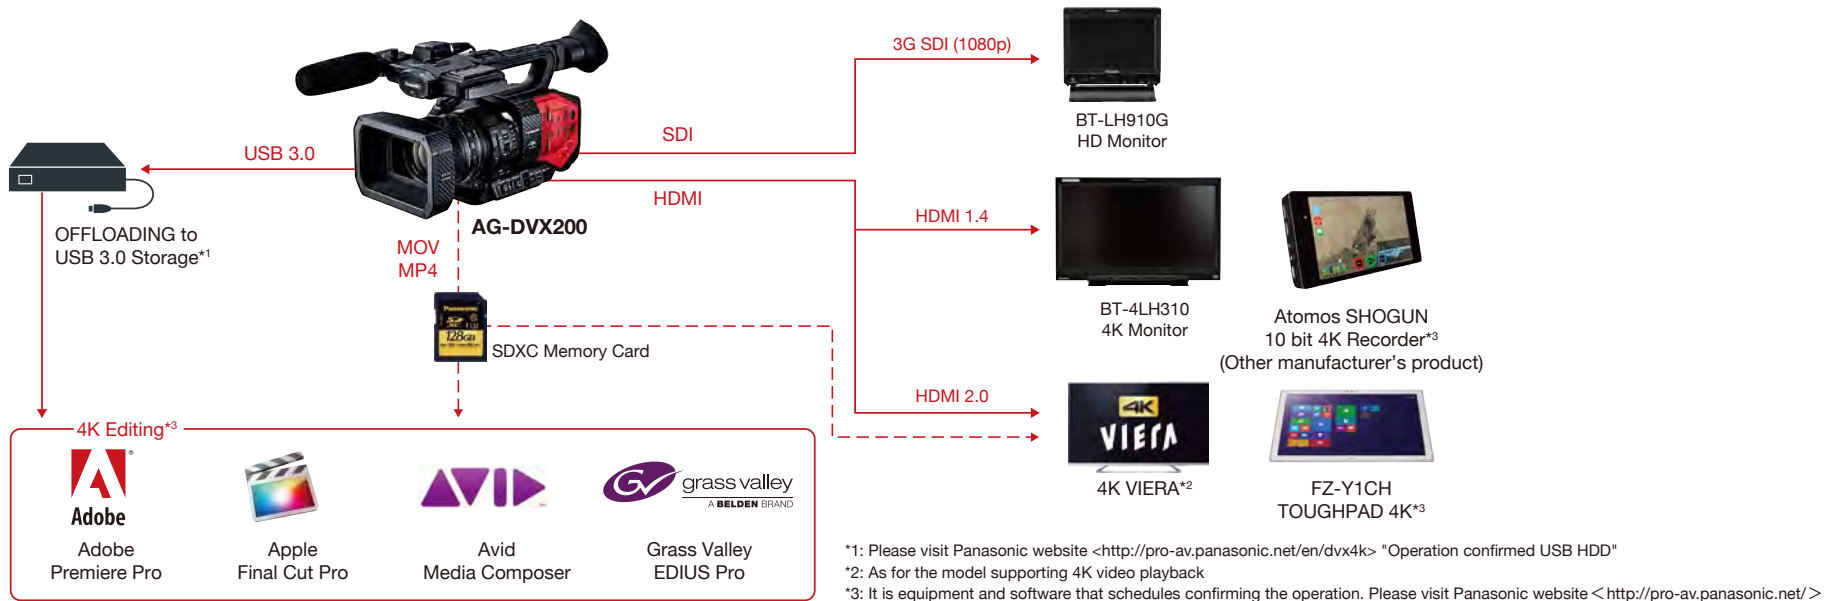 3G SDI (1080p)
BT-LH910G
HD Monitor
USB 3.0
SDI
HDMI
AG-DVX200
OFFLOADING to
USB 3.0 Storage*1
MOV
MP4
HDMI 1.4
BT-4LH310
4K Monitor
Atomos SHOGUN
10 bit 4K Recorder*3
(Other manufacturer's product)
Panasonic
128GB
SDXC Memory Card
HDMI 2.0
4K
VIERA
4K VIERA*2
FZ-Y1CH
TOUGHPAD 4K*3
4K Editing*3
Adobe
Adobe
Premiere Pro
Apple
Final Cut Pro
AVID
Avid
Media Composer
GV
grass valley
A BELDEN BRAND
Grass Valley
EDIUS Pro
*1: Please visit Panasonic website <http://pro-av.panasonic.net/en/dvx4k> "Operation confirmed USB HDD"
*2: As for the model supporting 4K video playback
*3: It is equipment and software that schedules confirming the operation. Please visit Panasonic website＜http://pro-av.panasonic.net/＞